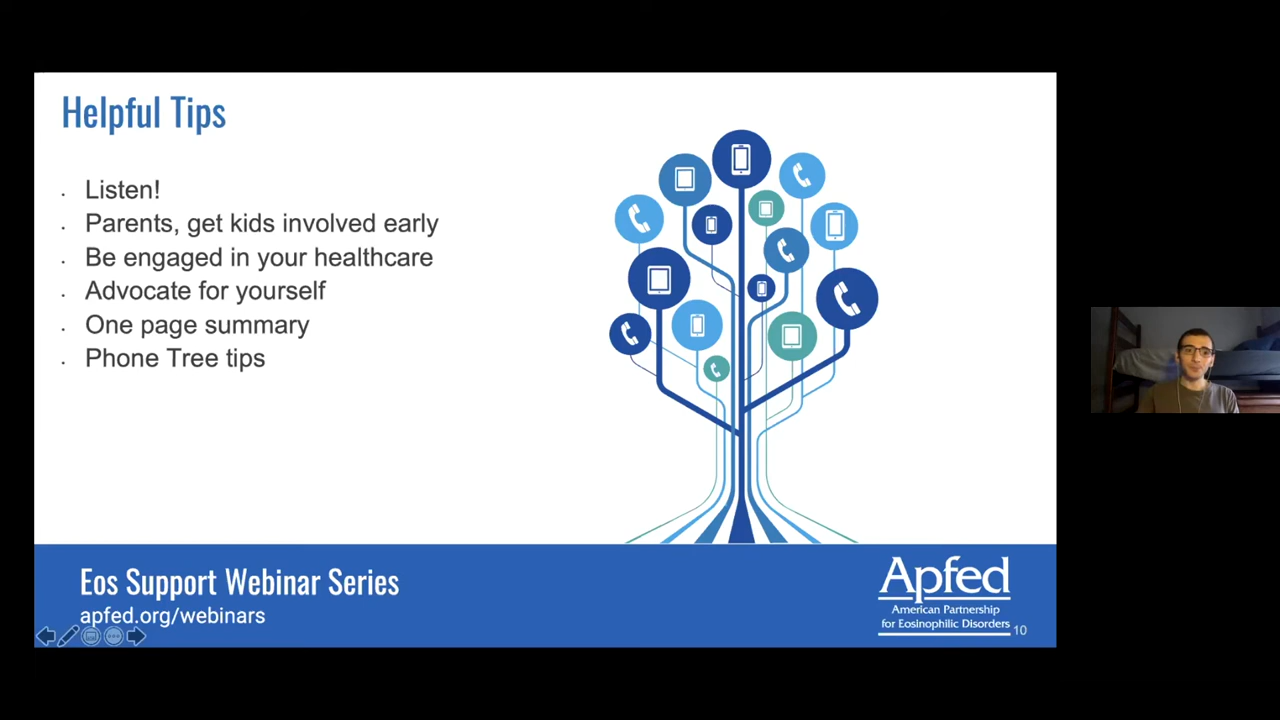 Helpful Tips
· Listen!
· Parents, get kids involved early
· Be engaged in your healthcare
· Advocate for yourself
· One page summary
· Phone Tree tips
Eos Support Webinar Series
apfed.org/webinars
Apfed
American Partnership
for Eosinophilic Disorders
10